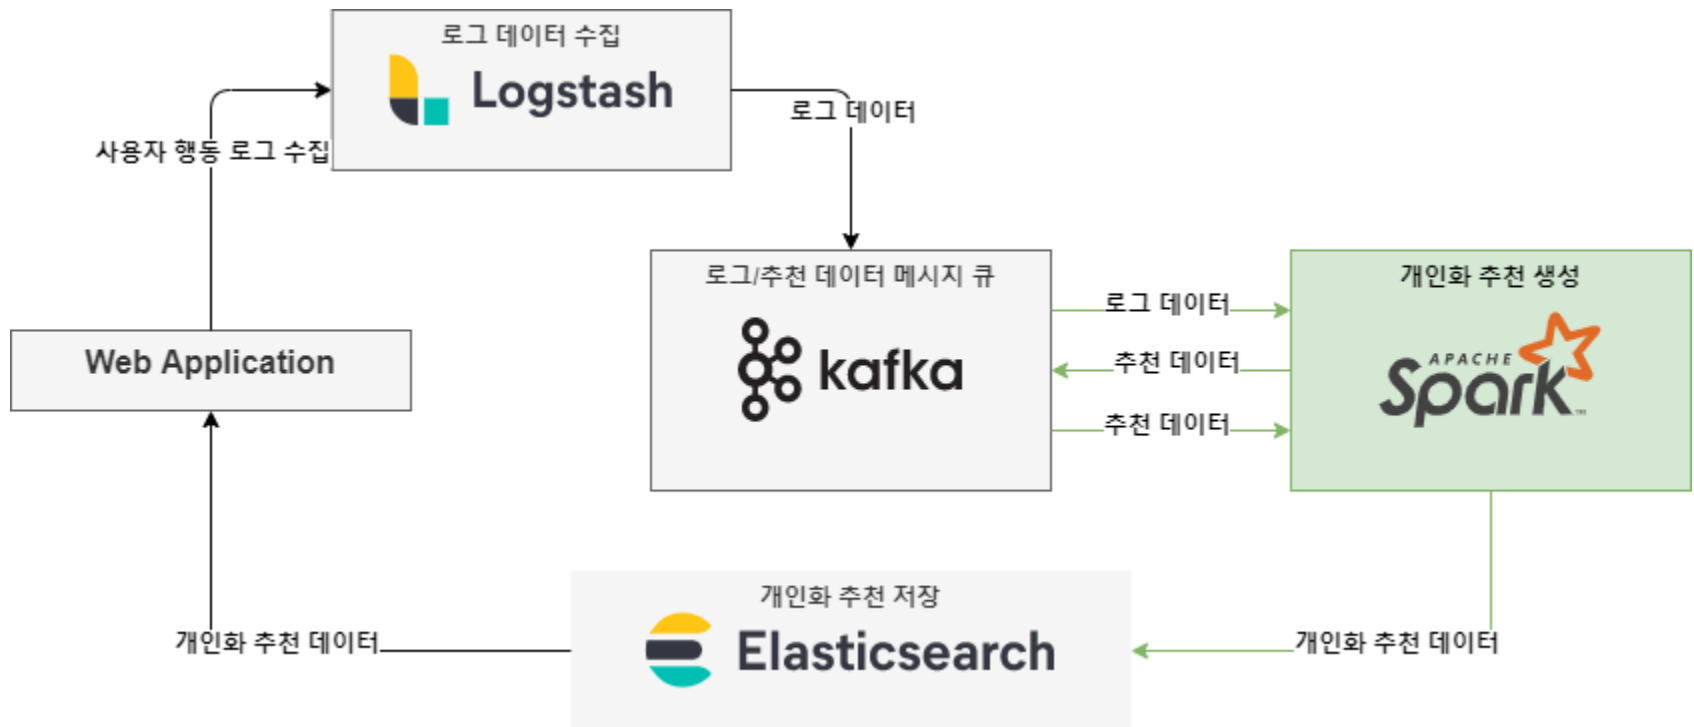 로그 데이터 수집
Logstash
로그 데이터
사용자 행동 로그 수집
로그/추천 데이터 메시지 큐
kafka
개인화 추천 생성
APACHE
Spark™
로그 데이터
추천 데이터
추천 데이터
Web Application
개인화 추천 저장
Elasticsearch
개인화 추천 데이터
개인화 추천 데이터